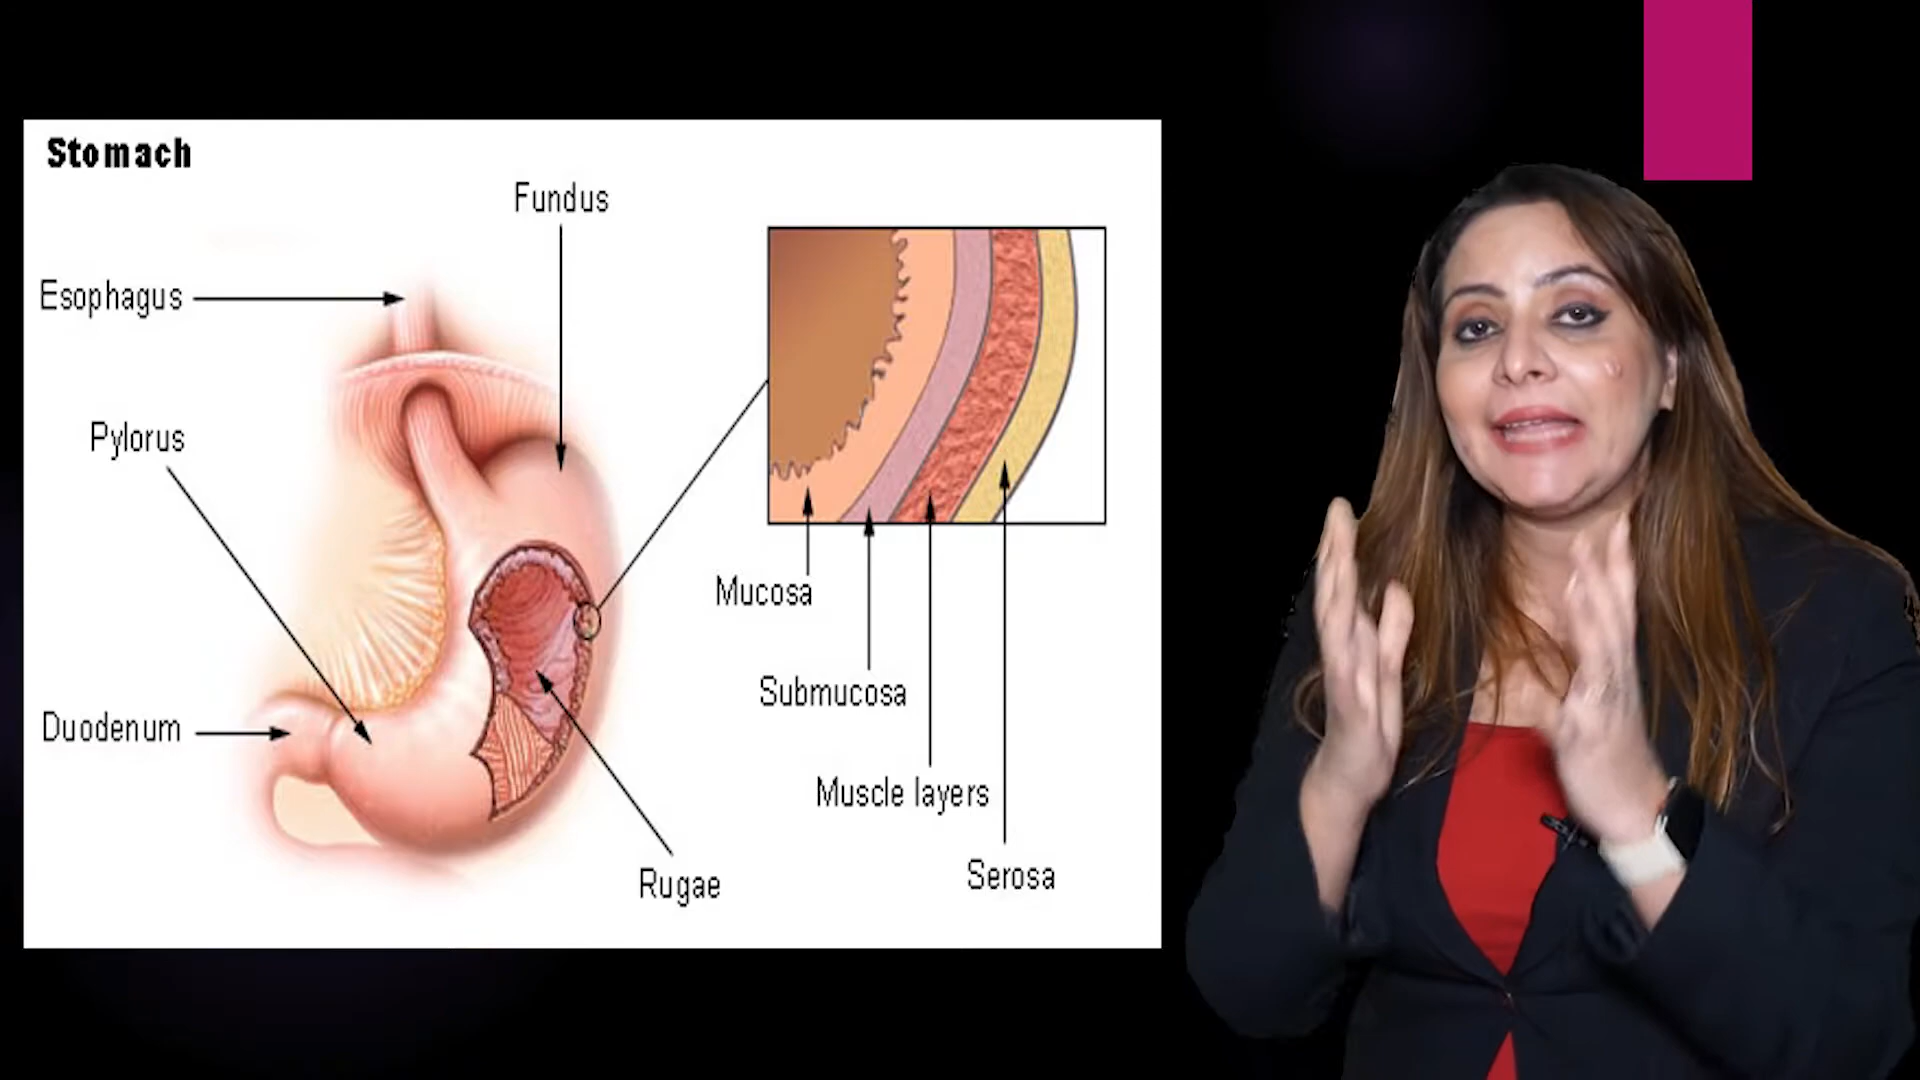 Stomach
Fundus
Esophagus
Pylorus
Duodenum
Rugae
Mucosa
Submucosa
Muscle layers
Serosa